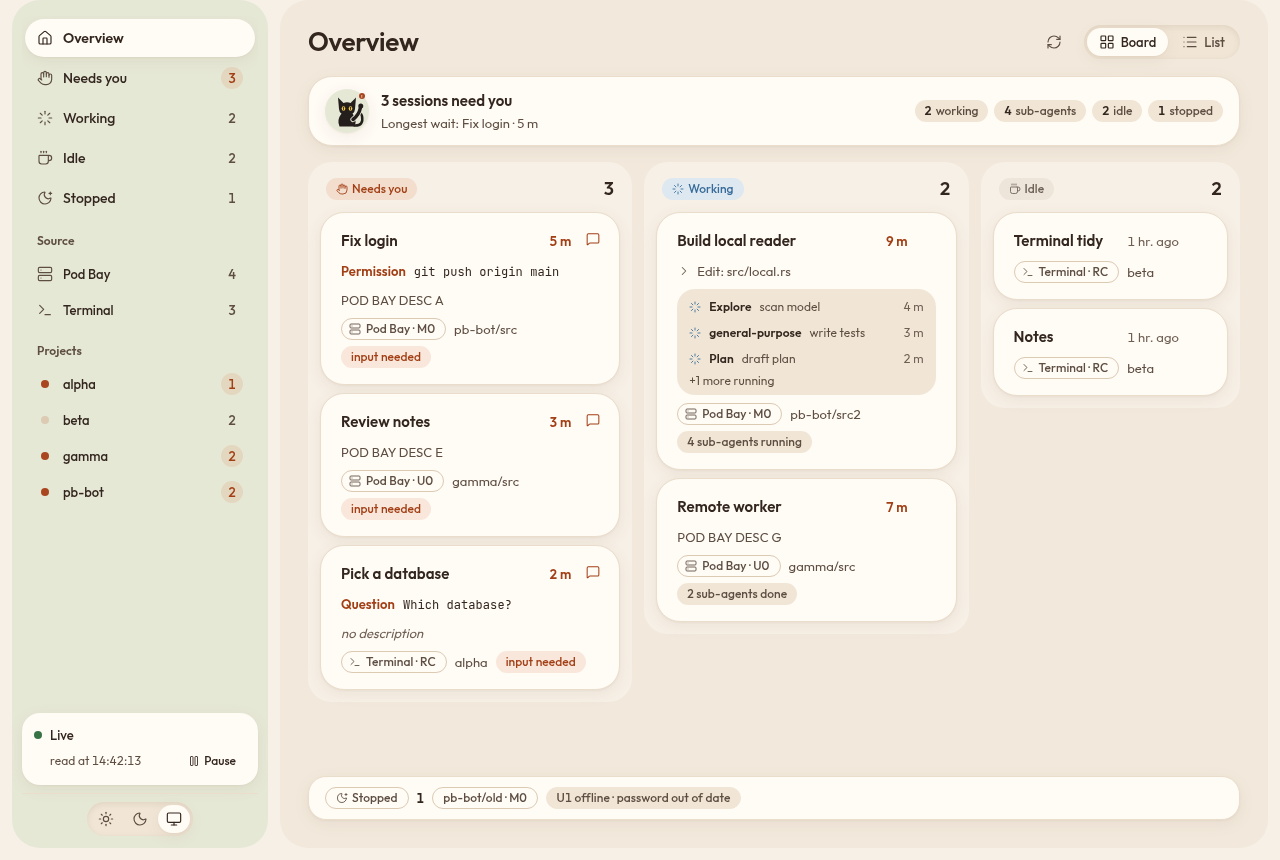 Overview
Needs you 3
Working 2
Idle 2
Stopped 1
Source
Pod Bay 4
Terminal 3
Projects
alpha 1
beta 2
gamma 2
pb-bot 2
Live
read at 14:42:13 Pause
Overview
Board List
3 sessions need you
Longest wait: Fix login · 5 m
2 working 4 sub-agents 2 idle 1 stopped
Needs you 3
Fix login 5 m
Permission git push origin main
POD BAY DESC A
Pod Bay · M0 pb-bot/src
input needed
Review notes 3 m
POD BAY DESC E
Pod Bay · U0 gamma/src
input needed
Pick a database 2 m
Question Which database?
no description
Terminal · RC alpha input needed
Working 2
Build local reader 9 m
Edit: src/local.rs
Explore scan model 4 m
general-purpose write tests 3 m
Plan draft plan 2 m
+1 more running
Pod Bay · M0 pb-bot/src2
4 sub-agents running
Remote worker 7 m
POD BAY DESC G
Pod Bay · U0 gamma/src
2 sub-agents done
Idle 2
Terminal tidy 1 hr. ago
Terminal · RC beta
Notes 1 hr. ago
Terminal · RC beta
Stopped 1 pb-bot/old · M0 U1 offline · password out of date